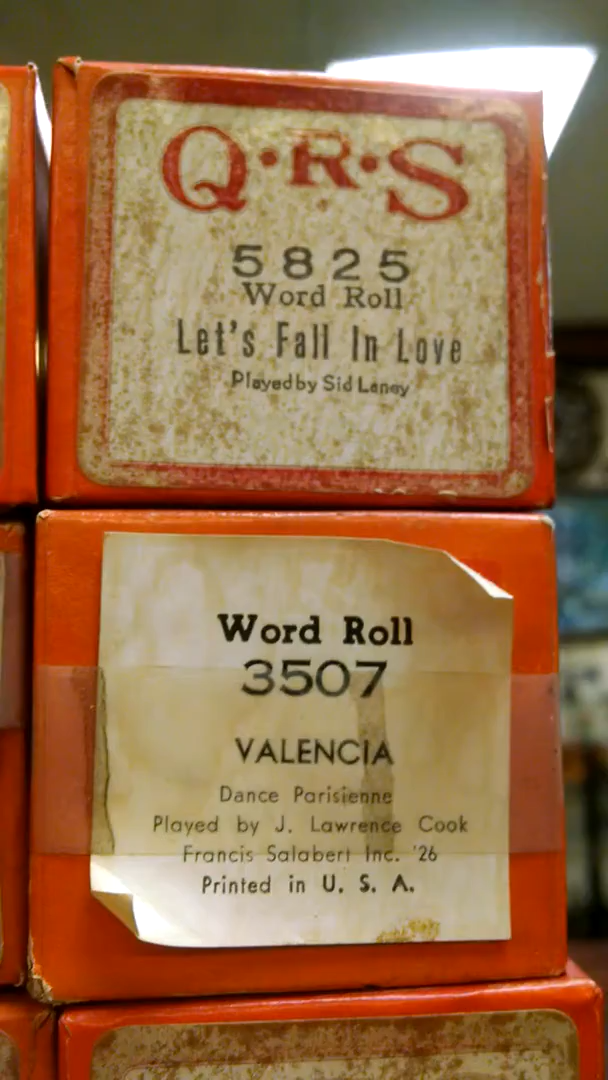 Q·R·S
5825
Word Roll
Let's Fall In Love
Played by Sid Laney
Word Roll
3507
VALENCIA
Dance Parisienne
Played by J. Lawrence Cook
Francis Salabert Inc. '26
Printed in U. S. A.